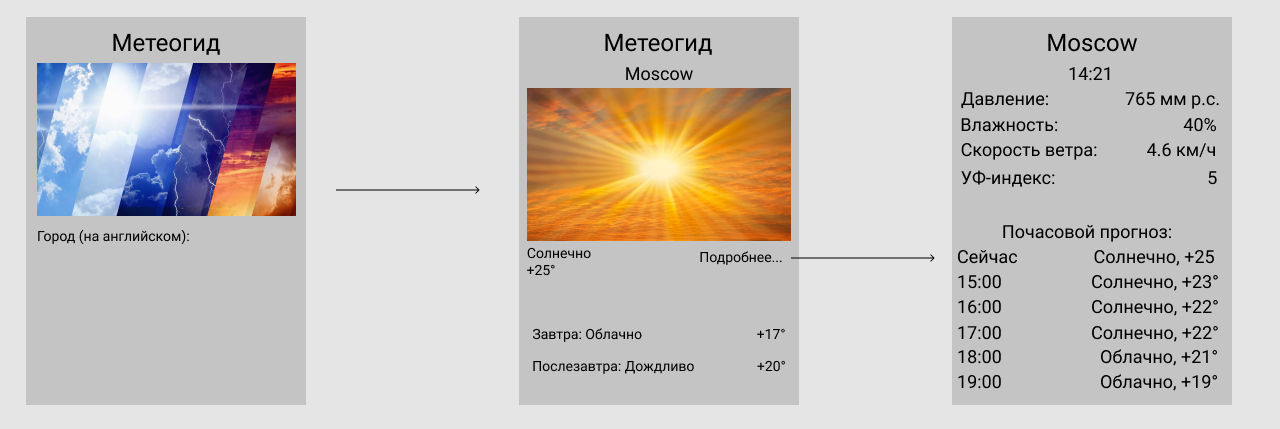 Метеогид
Город (на английском):
Метеогид
Moscow
Солнечно
+25°
Подробнее...
Завтра: Облачно +17°
Послезавтра: Дождливо +20°
Moscow
14:21
Давление: 765 мм р.с.
Влажность: 40%
Скорость ветра: 4.6 км/ч
УФ-индекс: 5
Почасовой прогноз:
Сейчас Солнечно, +25
15:00 Солнечно, +23°
16:00 Солнечно, +22°
17:00 Солнечно, +22°
18:00 Облачно, +21°
19:00 Облачно, +19°